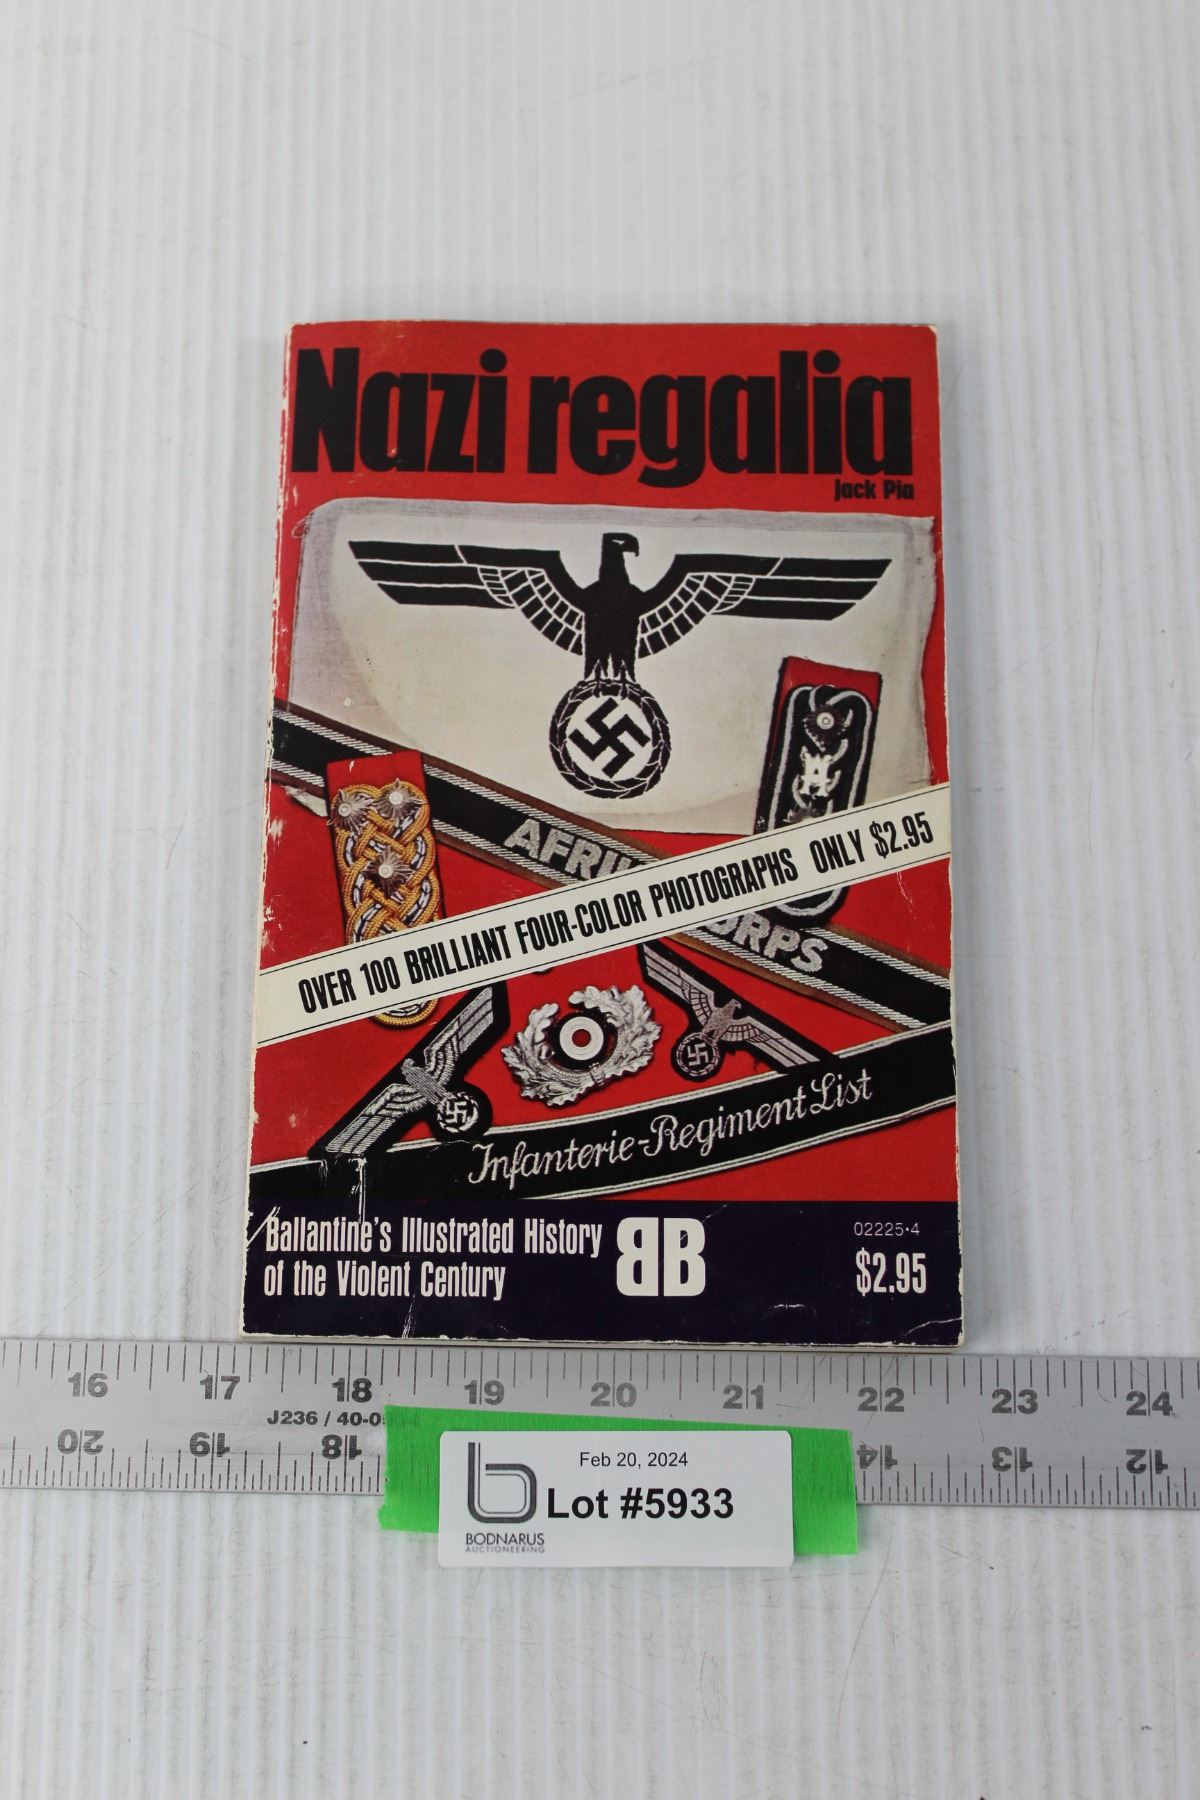 Nazi regalia
Jack Pia
AFRI
ORPS
OVER 100 BRILLIANT FOUR-COLOR PHOTOGRAPHS ONLY $2.95
Infanterie-Regiment List
Ballantine's Illustrated History
of the Violent Century
BB
02225·4
$2.95
16 17 18 19 20 21 22 23 24
J236 / 40-0
20 19 18 14 13 12
Feb 20, 2024
Lot #5933
BODNARUS
AUCTIONEERING